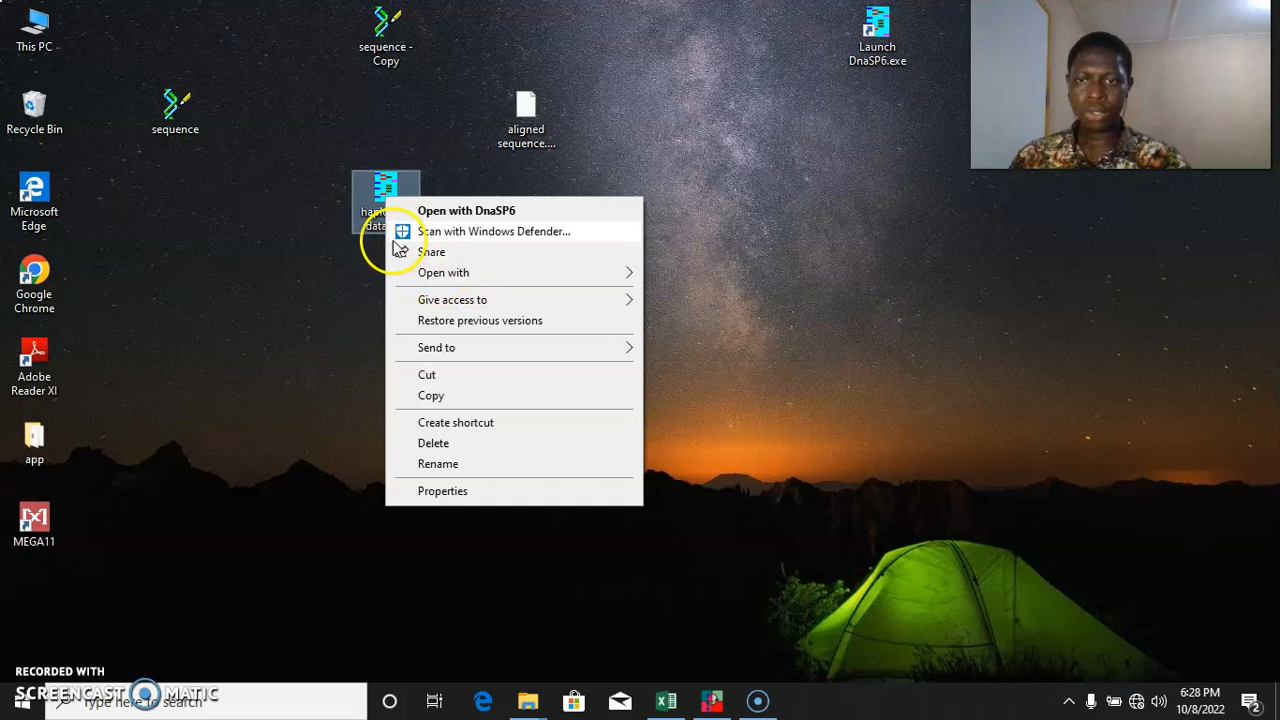 This PC
sequence -
Copy
Launch
DnaSP6.exe
Recycle Bin
sequence
aligned
sequence....
Microsoft
Edge
data
Open with DnaSP6
Scan with Windows Defender...
Share
Open with
Give access to
Restore previous versions
Send to
Cut
Copy
Create shortcut
Delete
Rename
Properties
Google
Chrome
Adobe
Reader XI
app
MEGA11
RECORDED WITH
SCREENCAST MATIC
Type here to search
6:28 PM
10/8/2022
2